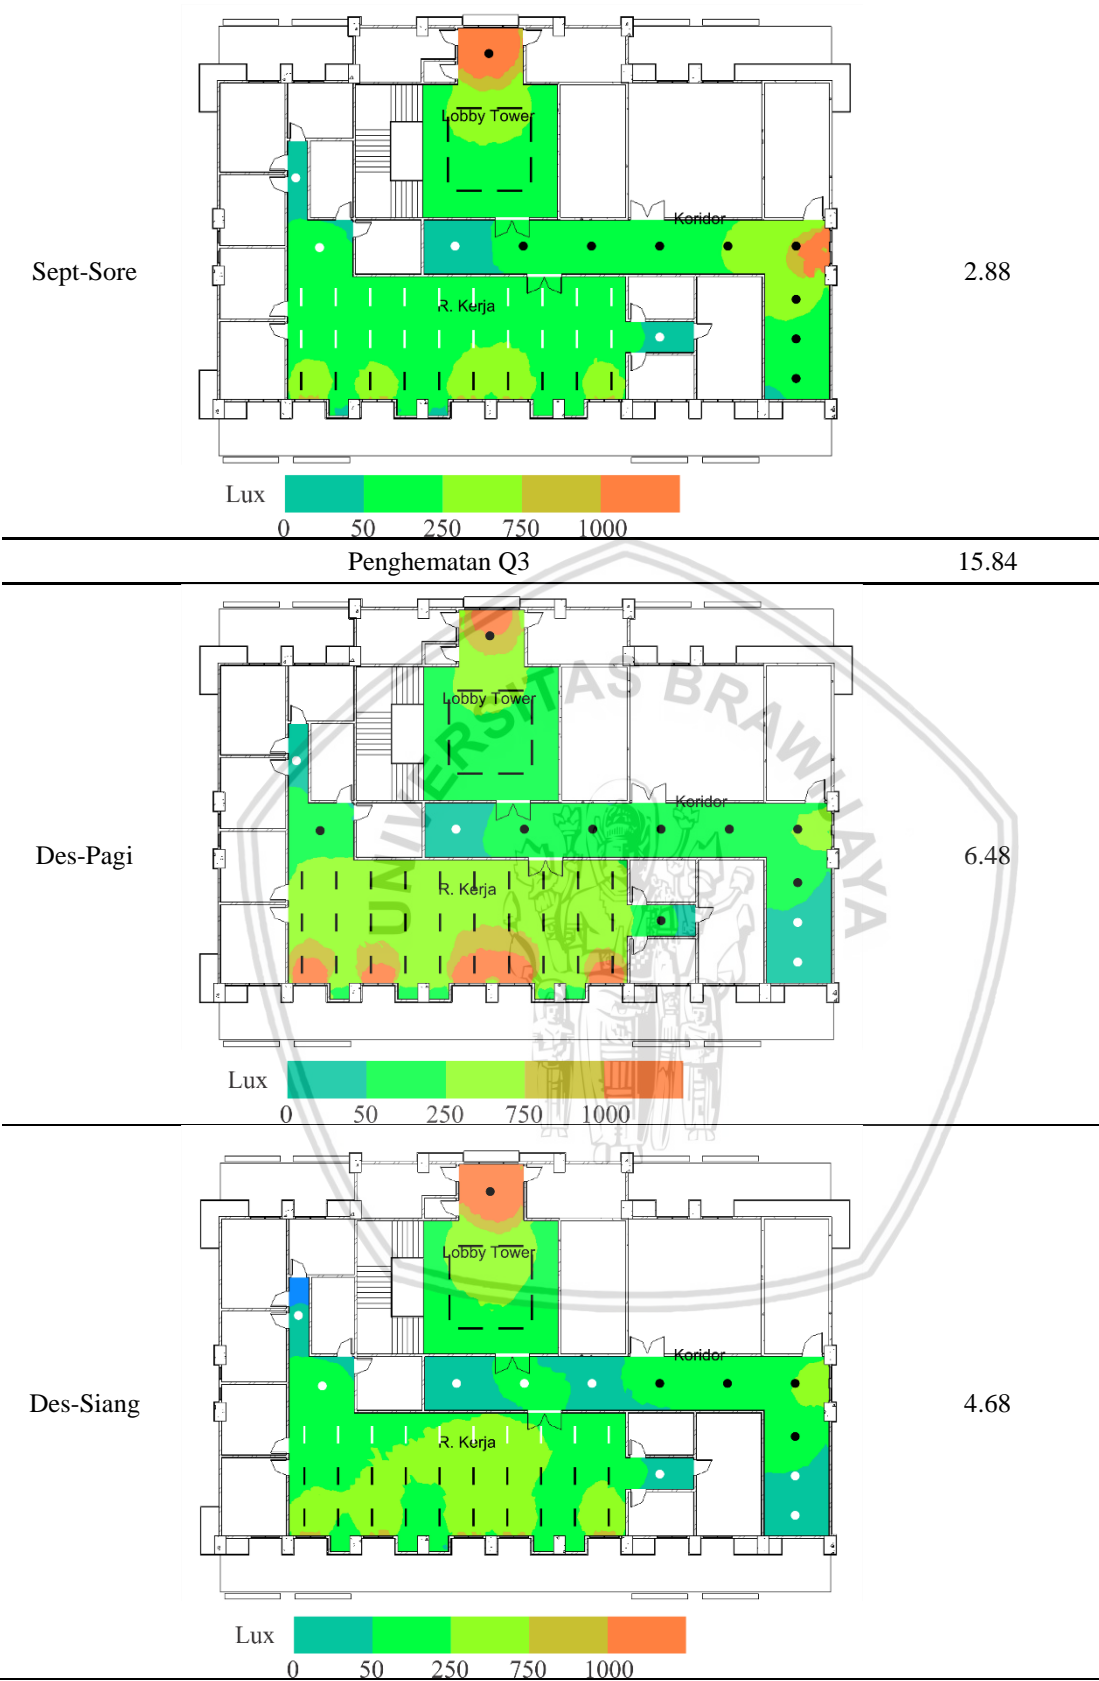 Lobby Tower
Koridor
R. Kerja
Sept-Sore
2.88
Lux
0 50 250 750 1000
Penghematan Q3 15.84
UNIVERSITAS BRAWIJAYA
Lobby Tower
Koridor
R. Kerja
Des-Pagi
6.48
Lux
0 50 250 750 1000
Lobby Tower
Koridor
R. Kerja
Des-Siang
4.68
Lux
0 50 250 750 1000